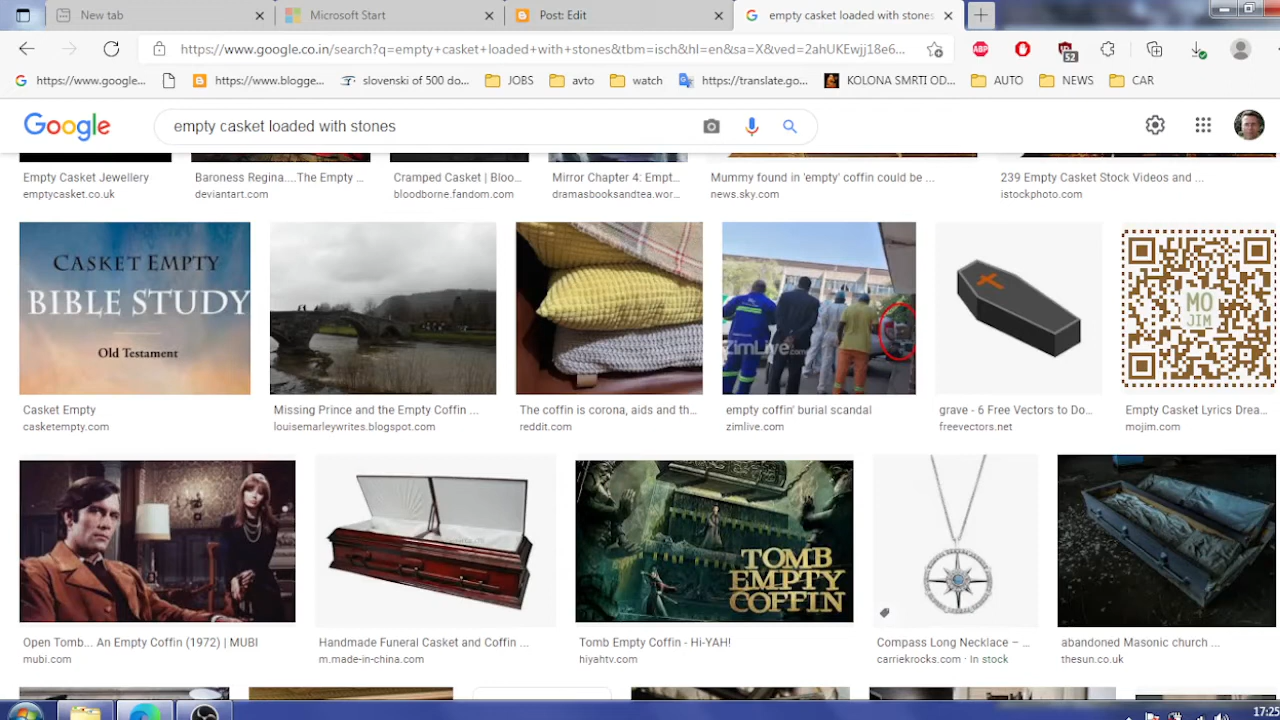 New tab
Microsoft Start
Post: Edit
empty casket loaded with stones
https://www.google.co.in/search?q=empty+casket+loaded+with+stones&tbm=isch&hl=en&sa=X&ved=2ahUKEwjj18e6...
ABP
52
https://www.google...
https://www.blogge...
slovenski of 500 do...
JOBS
avto
watch
https://translate.go...
KOLONA SMRTI OD...
AUTO
NEWS
CAR
Google
empty casket loaded with stones
Empty Casket Jewellery
emptycasket.co.uk
Baroness Regina....The Empty ...
deviantart.com
Cramped Casket | Bloo...
bloodborne.fandom.com
Mirror Chapter 4: Empt...
dramasbooksandtea.wor...
Mummy found in 'empty' coffin could be ...
news.sky.com
239 Empty Casket Stock Videos and ...
istockphoto.com
CASKET EMPTY
BIBLE STUDY
Old Testament
ZimLive.com
MO
JIM
Casket Empty
casketempty.com
Missing Prince and the Empty Coffin ...
louisemarleywrites.blogspot.com
The coffin is corona, aids and th...
reddit.com
empty coffin' burial scandal
zimlive.com
grave - 6 Free Vectors to Do...
freevectors.net
Empty Casket Lyrics Drea...
mojim.com
TOMB
EMPTY
COFFIN
Open Tomb... An Empty Coffin (1972) | MUBI
mubi.com
Handmade Funeral Casket and Coffin ...
m.made-in-china.com
Tomb Empty Coffin - Hi-YAH!
hiyahtv.com
Compass Long Necklace – ...
carriekrocks.com · In stock
abandoned Masonic church ...
thesun.co.uk
17:25